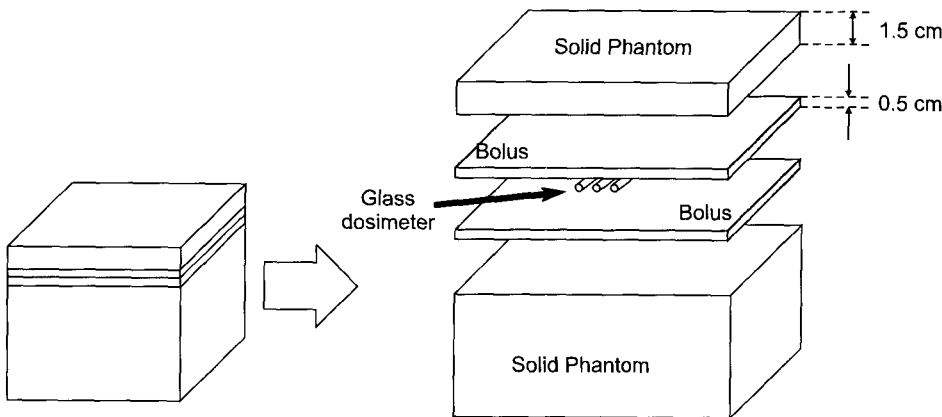 Solid Phantom
1.5 cm
0.5 cm
Bolus
Glass
dosimeter
Bolus
Solid Phantom